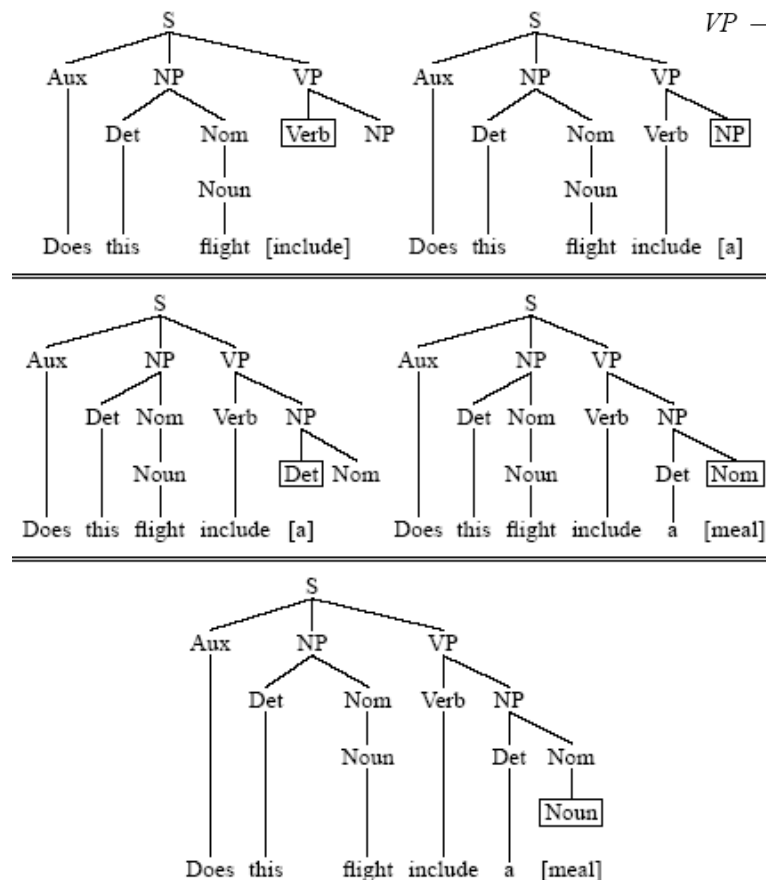 S S VP –
Aux NP VP Aux NP VP
Det Nom Verb NP Det Nom Verb NP
Noun Noun
Does this flight [include] Does this flight include [a]
S S
Aux NP VP Aux NP VP
Det Nom Verb NP Det Nom Verb NP
Noun Det Nom Noun Det Nom
Does this flight include [a] Does this flight include a [meal]
S
Aux NP VP
Det Nom Verb NP
Noun Det Nom
Noun
Does this flight include a [meal]